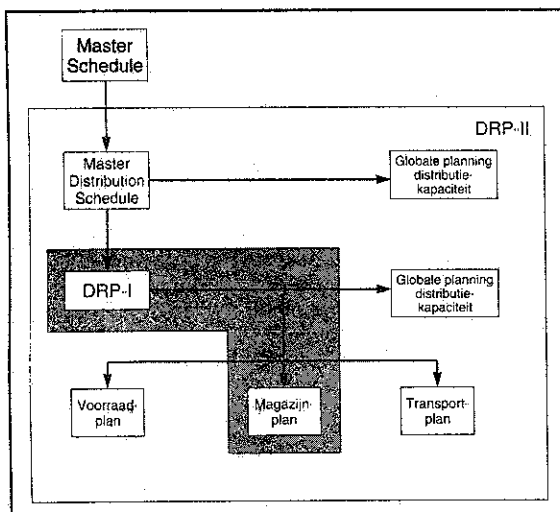 Master
Schedule
DRP-II
Master
Distribution
Schedule
Globale planning
distributie-
kapaciteit
DRP-I
Globale planning
distributie-
kapaciteit
Voorraad-
plan
Magazijn-
plan
Transport-
plan